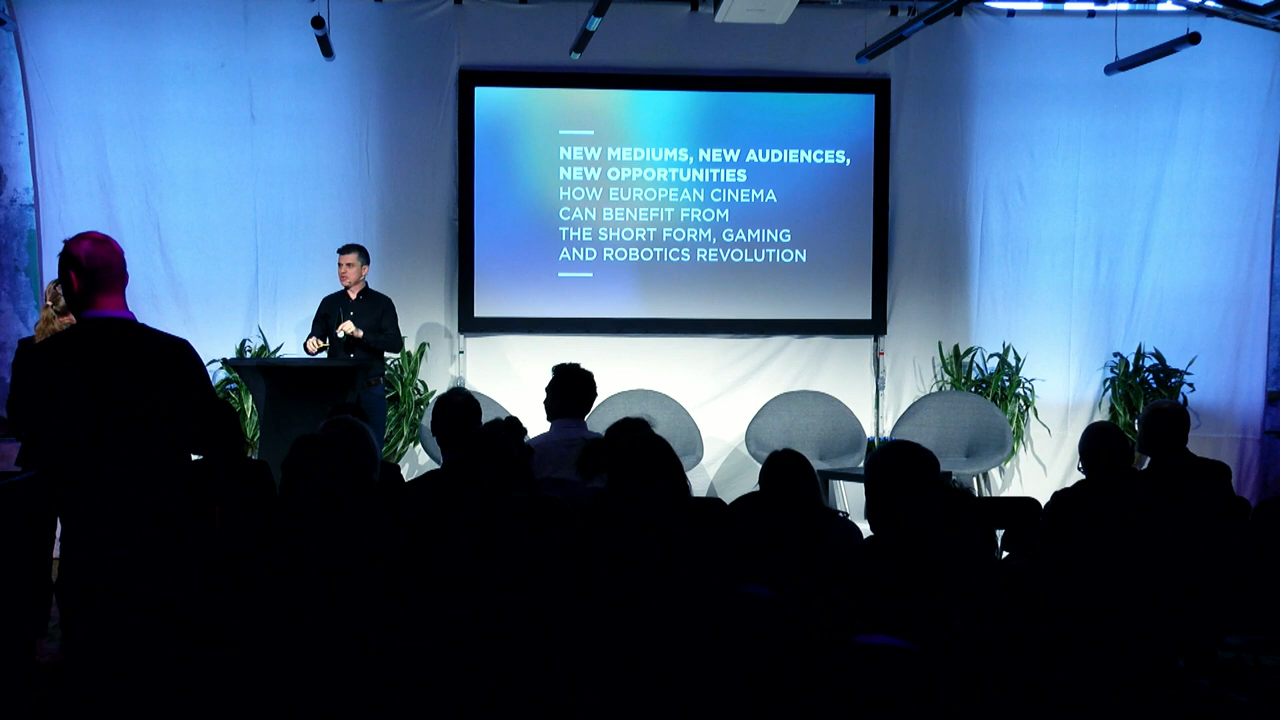 NEW MEDIUMS, NEW AUDIENCES,
NEW OPPORTUNITIES
HOW EUROPEAN CINEMA
CAN BENEFIT FROM
THE SHORT FORM, GAMING
AND ROBOTICS REVOLUTION